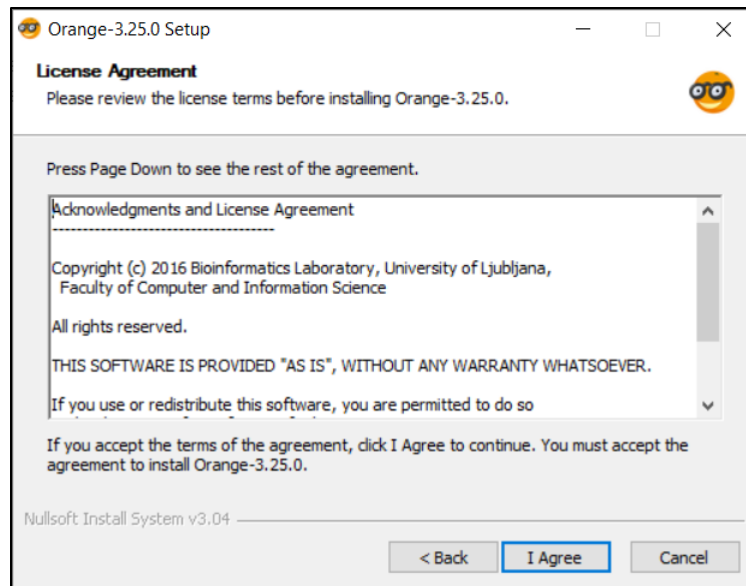 Orange-3.25.0 Setup
License Agreement
Please review the license terms before installing Orange-3.25.0.
Press Page Down to see the rest of the agreement.
Acknowledgments and License Agreement
-------------------------------------
Copyright (c) 2016 Bioinformatics Laboratory, University of Ljubljana,
Faculty of Computer and Information Science
All rights reserved.
THIS SOFTWARE IS PROVIDED "AS IS", WITHOUT ANY WARRANTY WHATSOEVER.
If you use or redistribute this software, you are permitted to do so
If you accept the terms of the agreement, click I Agree to continue. You must accept the
agreement to install Orange-3.25.0.
Nullsoft Install System v3.04
< Back I Agree Cancel